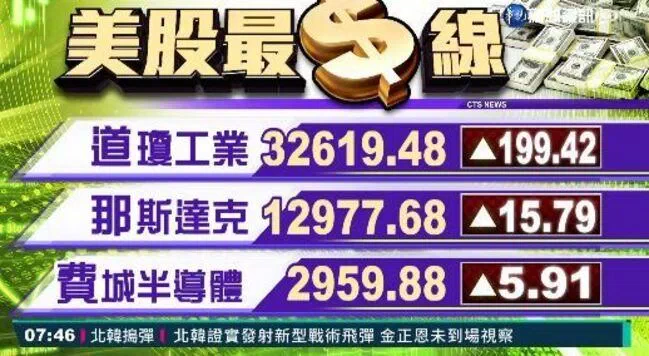 美股最$線
CTS NEWS
道瓊工業 32619.48 ▲199.42
那斯達克 12977.68 ▲15.79
費城半導體 2959.88 ▲5.91
07:46 北韓搗彈 北韓證實發射新型戰術飛彈 金正恩未到場視察